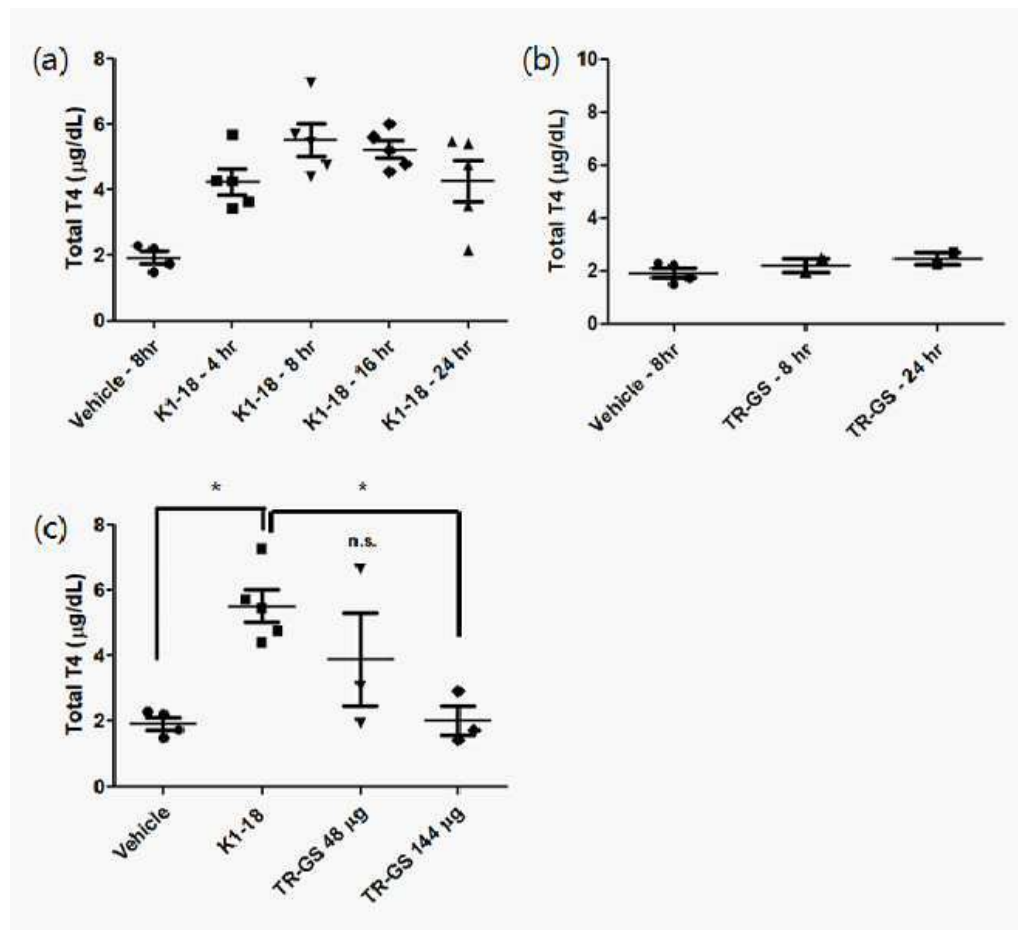 (a)
Total T4 (µg/dL)
8
6
4
2
0
Vehicle - 8hr
K1-18 - 4 hr
K1-18 - 8 hr
K1-18 - 16 hr
K1-18 - 24 hr
(b)
Total T4 (µg/dL)
10
8
6
4
2
0
Vehicle - 8hr
TR-GS - 8 hr
TR-GS - 24 hr
(c)
Total T4 (µg/dL)
8
6
4
2
0
*
*
n.s.
Vehicle
K1-18
TR-GS 48 µg
TR-GS 144 µg